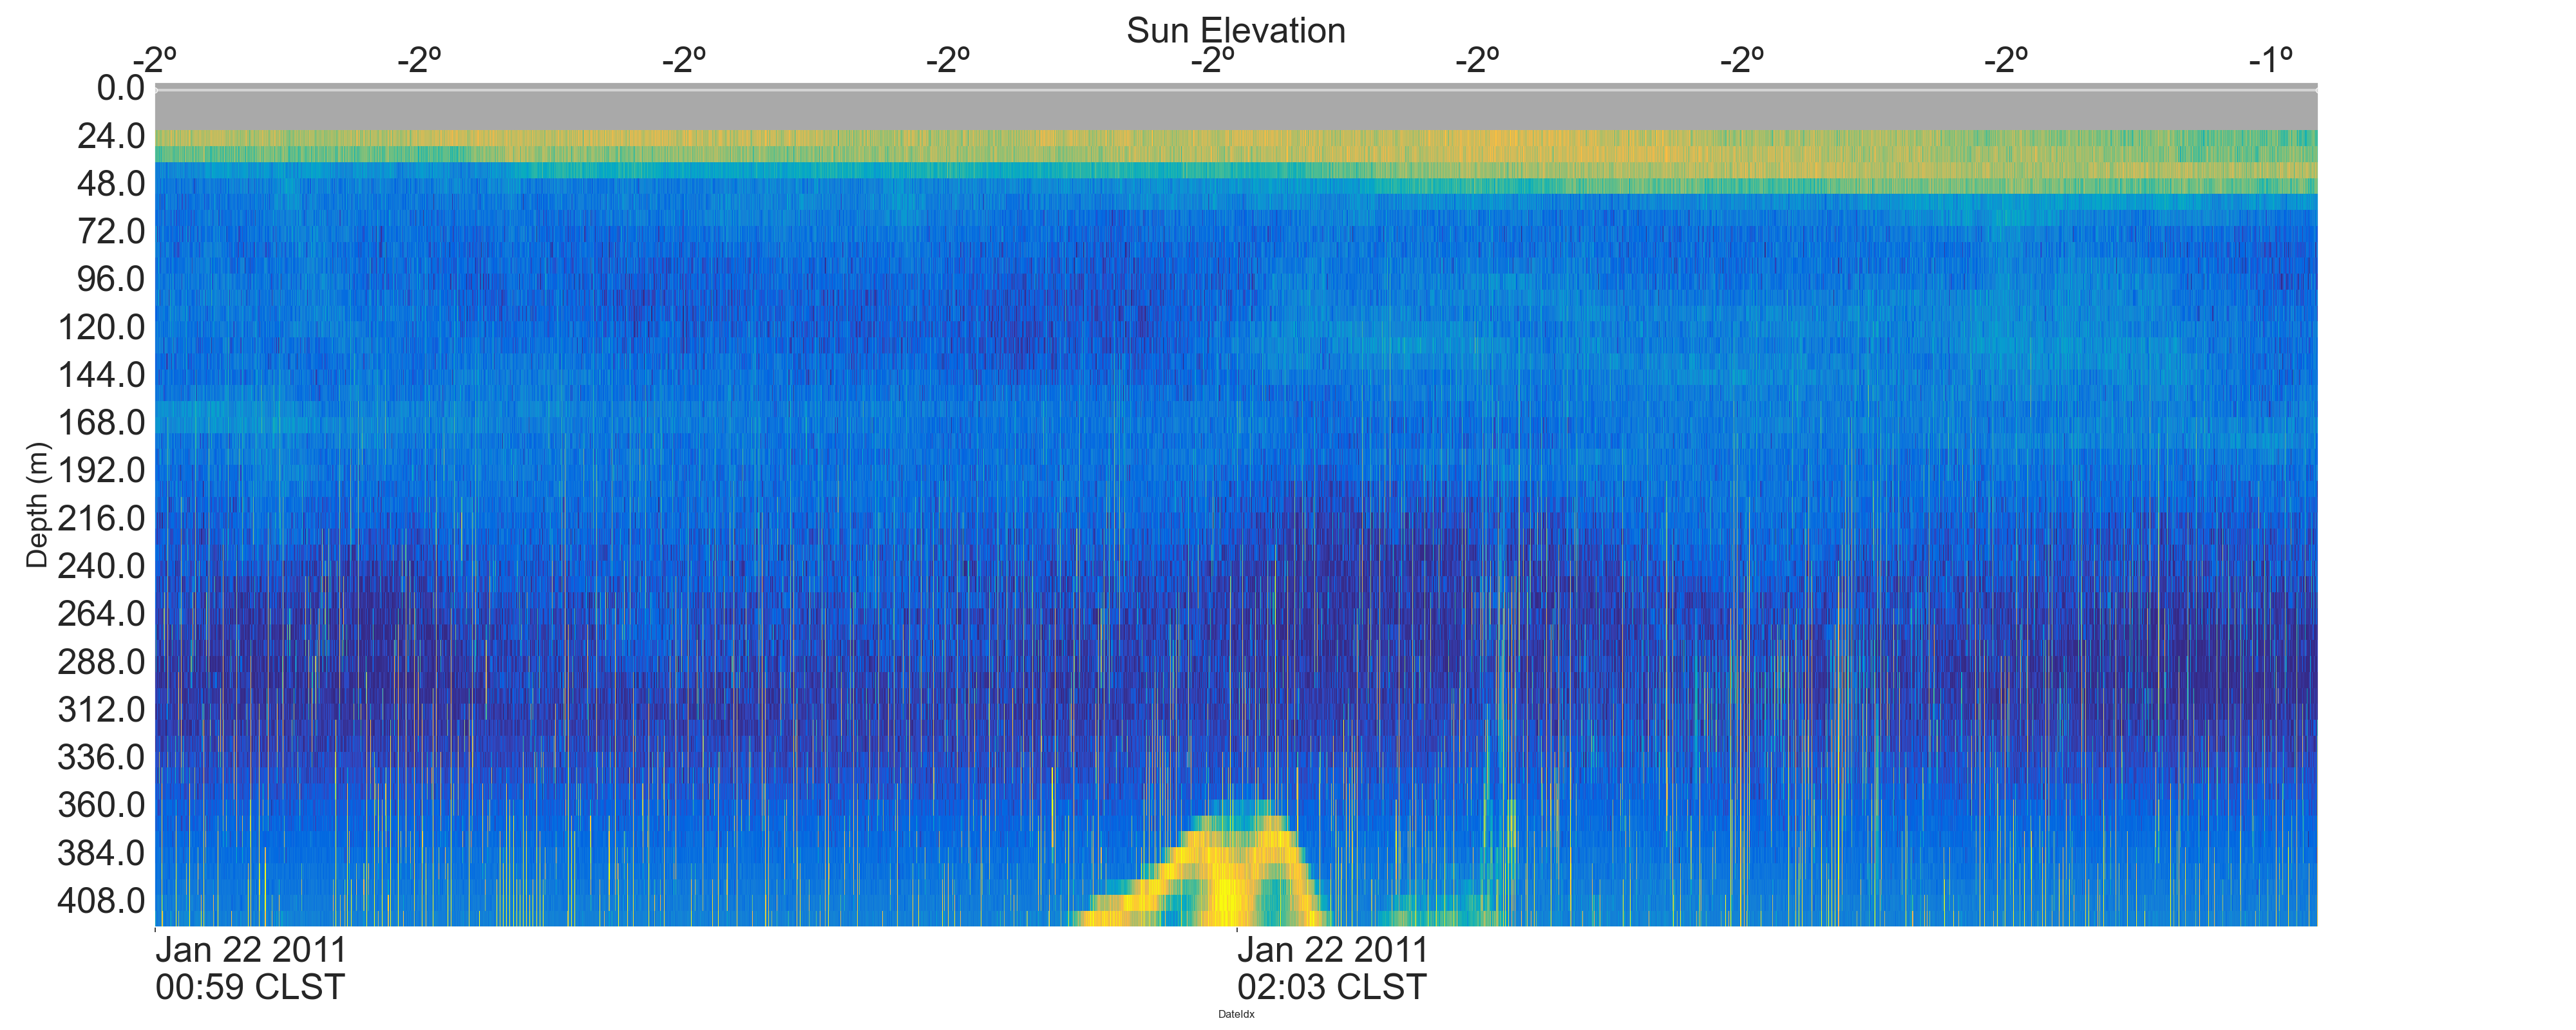 Sun Elevation
-2º -2º -2º -2º -2º -2º -2º -2º -1º
0.0
24.0
48.0
72.0
96.0
120.0
144.0
168.0
192.0
216.0
240.0
264.0
288.0
312.0
336.0
360.0
384.0
408.0
Depth (m)
Jan 22 2011
00:59 CLST
Jan 22 2011
02:03 CLST
DateIdx